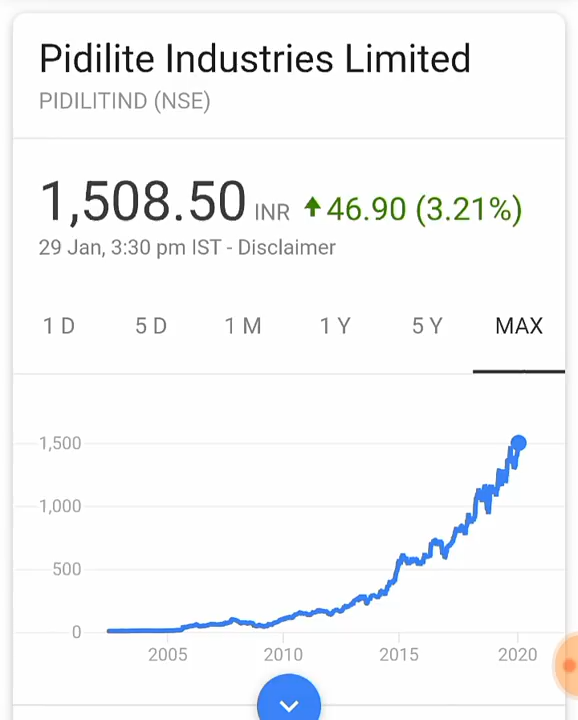 Pidilite Industries Limited
PIDILITIND (NSE)
1,508.50 INR ↑ 46.90 (3.21%)
29 Jan, 3:30 pm IST - Disclaimer
1 D 5 D 1 M 1 Y 5 Y MAX
1,500
1,000
500
0
2005 2010 2015 2020